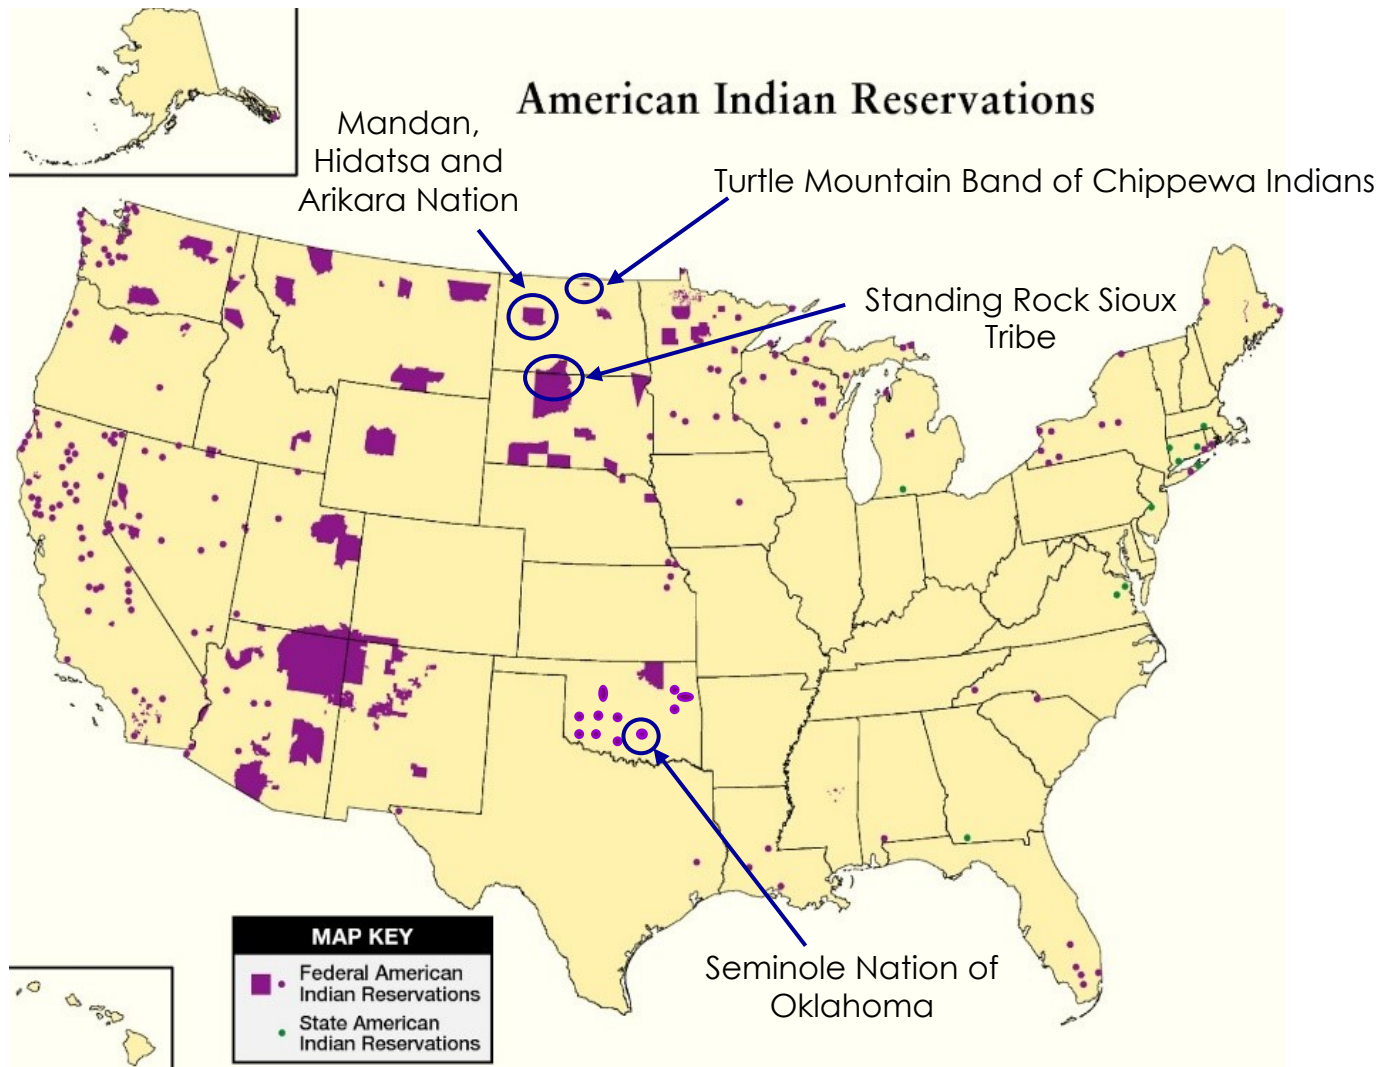 American Indian Reservations
Mandan,
Hidatsa and
Arikara Nation
Turtle Mountain Band of Chippewa Indians
Standing Rock Sioux
Tribe
Seminole Nation of
Oklahoma
MAP KEY
Federal American
Indian Reservations
State American
Indian Reservations